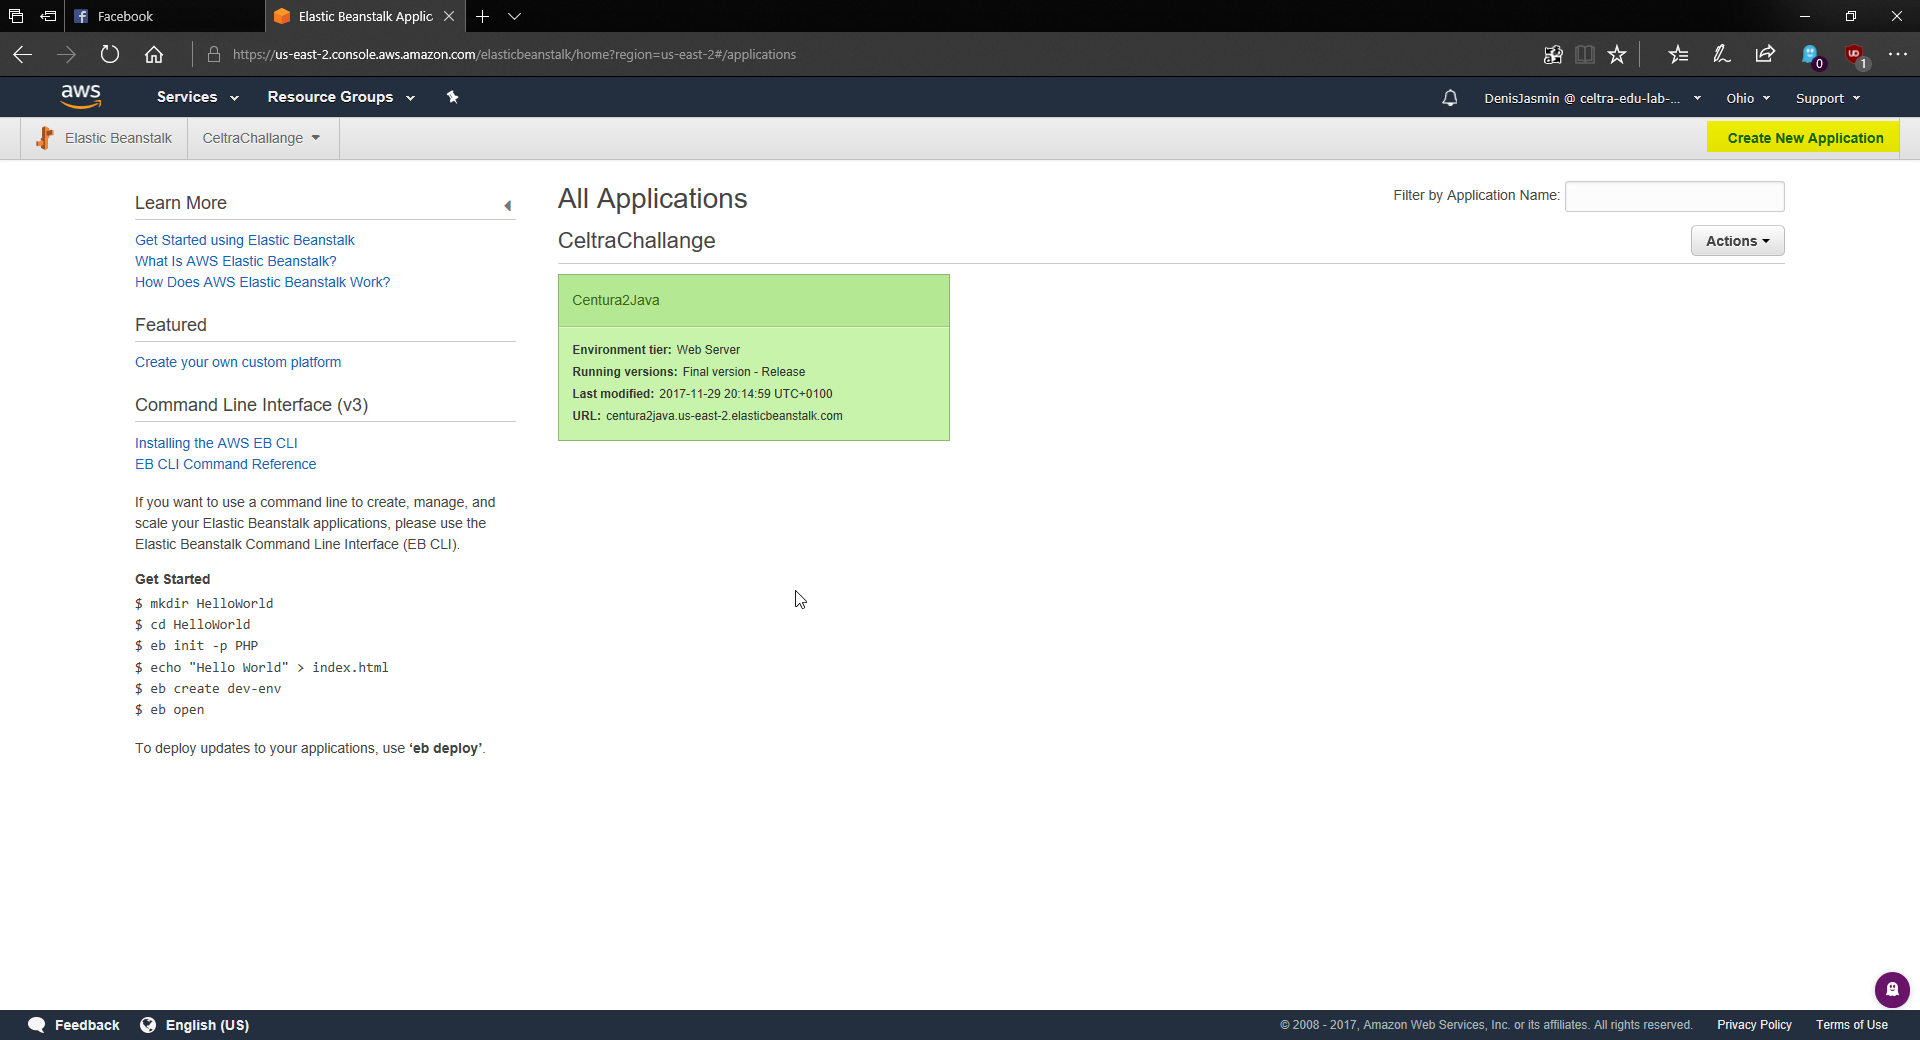 Facebook
Elastic Beanstalk Applic
https://us-east-2.console.aws.amazon.com/elasticbeanstalk/home?region=us-east-2#/applications
0
UD
1
aws
Services
Resource Groups
DenisJasmin @ celtra-edu-lab-...
Ohio
Support
Elastic Beanstalk
CeltraChallange
Create New Application
Learn More
Get Started using Elastic Beanstalk
What Is AWS Elastic Beanstalk?
How Does AWS Elastic Beanstalk Work?
Featured
Create your own custom platform
Command Line Interface (v3)
Installing the AWS EB CLI
EB CLI Command Reference
If you want to use a command line to create, manage, and
scale your Elastic Beanstalk applications, please use the
Elastic Beanstalk Command Line Interface (EB CLI).
Get Started
$ mkdir HelloWorld
$ cd HelloWorld
$ eb init -p PHP
$ echo "Hello World" > index.html
$ eb create dev-env
$ eb open
To deploy updates to your applications, use ‘eb deploy’.
All Applications
Filter by Application Name:
CeltraChallange
Actions
Centura2Java
Environment tier: Web Server
Running versions: Final version - Release
Last modified: 2017-11-29 20:14:59 UTC+0100
URL: centura2java.us-east-2.elasticbeanstalk.com
Feedback
English (US)
© 2008 - 2017, Amazon Web Services, Inc. or its affiliates. All rights reserved.
Privacy Policy
Terms of Use